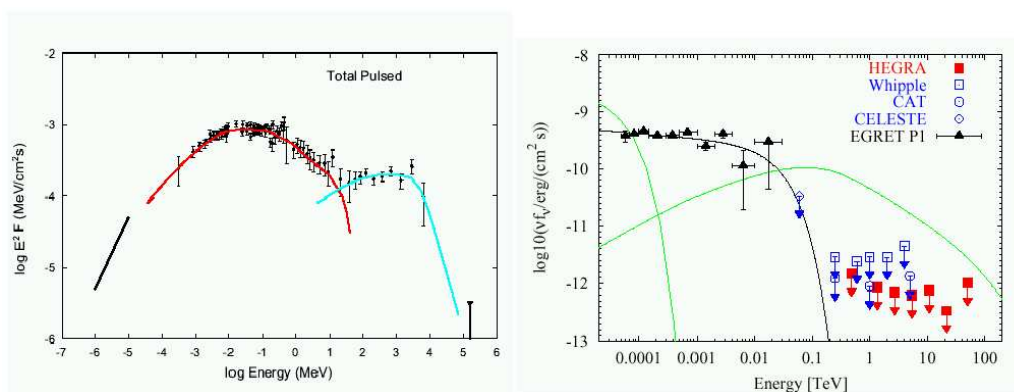 Total Pulsed
log E² F (MeV/cm²s)
-2
-3
-4
-5
-6
-7 -6 -5 -4 -3 -2 -1 0 1 2 3 4 5 6
log Energy (MeV)
HEGRA
Whipple
CAT
CELESTE
EGRET P1
log10(νfᵥ/erg/(cm² s))
-8
-9
-10
-11
-12
-13
0.0001 0.001 0.01 0.1 1 10 100
Energy [TeV]